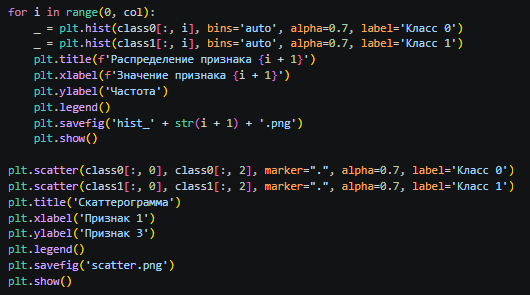 for i in range(0, col):
    _ = plt.hist(class0[:, i], bins='auto', alpha=0.7, label='Класс 0')
    _ = plt.hist(class1[:, i], bins='auto', alpha=0.7, label='Класс 1')
    plt.title(f'Распределение признака {i + 1}')
    plt.xlabel(f'Значение признака {i + 1}')
    plt.ylabel('Частота')
    plt.legend()
    plt.savefig('hist_' + str(i + 1) + '.png')
    plt.show()

plt.scatter(class0[:, 0], class0[:, 2], marker=".", alpha=0.7, label='Класс 0')
plt.scatter(class1[:, 0], class1[:, 2], marker=".", alpha=0.7, label='Класс 1')
plt.title('Скаттерограмма')
plt.xlabel('Признак 1')
plt.ylabel('Признак 3')
plt.legend()
plt.savefig('scatter.png')
plt.show()